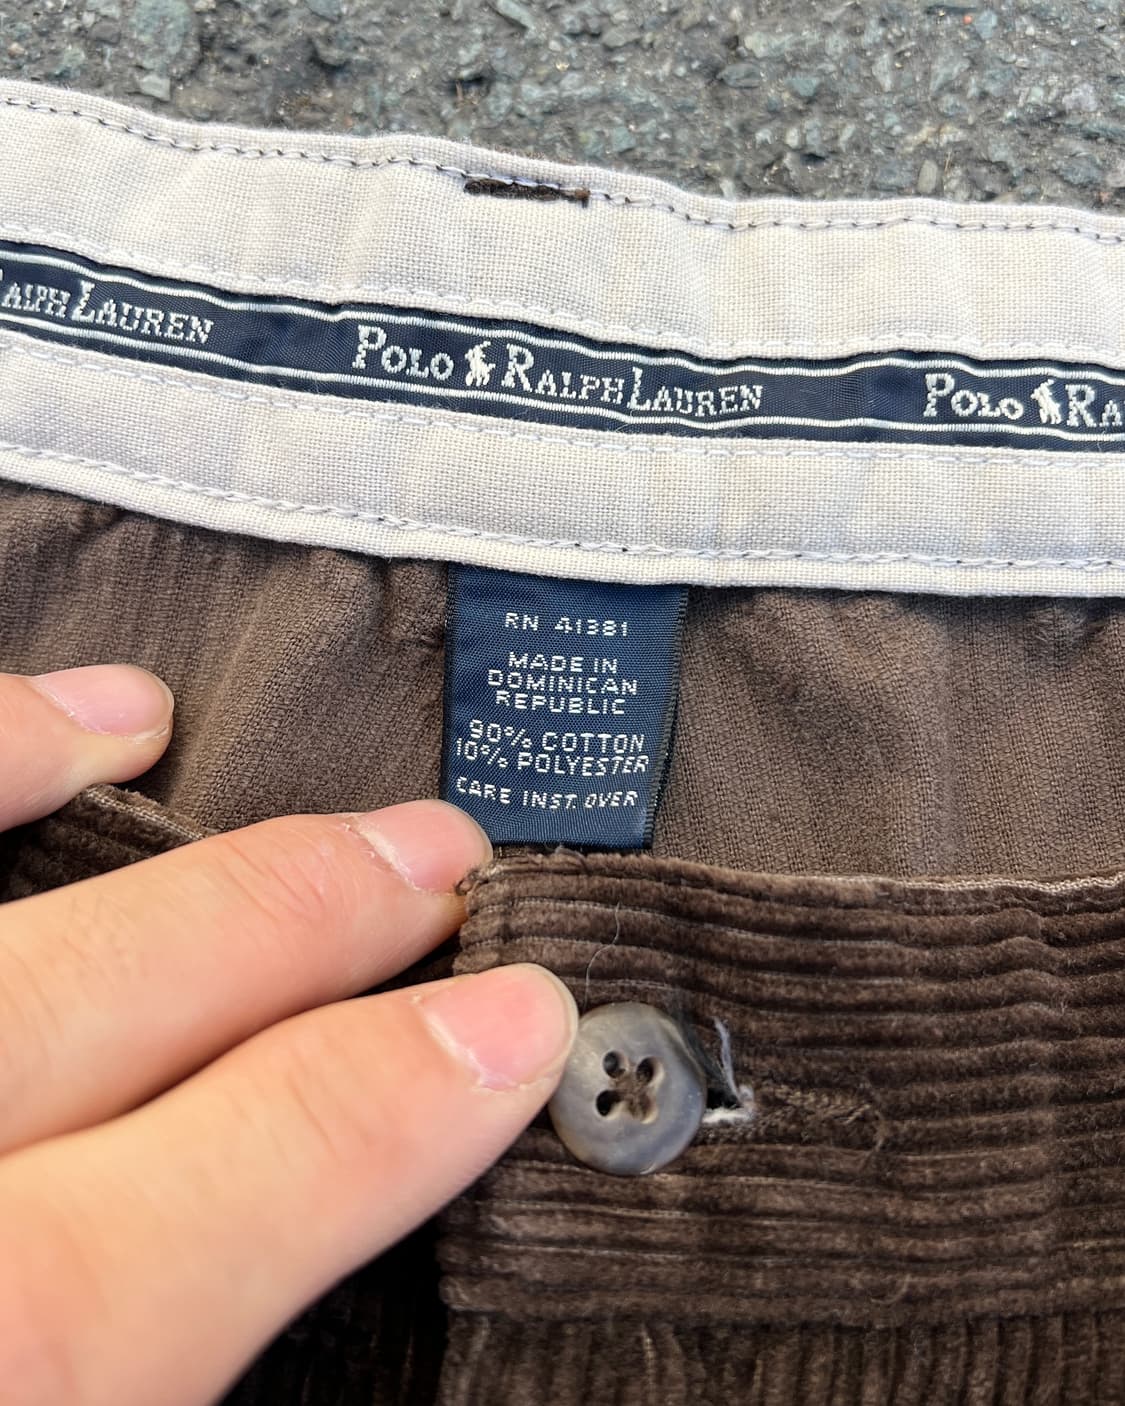 RALPH LAUREN POLO RALPH LAUREN POLO RA
RN 41381
MADE IN
DOMINICAN
REPUBLIC
90% COTTON
10% POLYESTER
CARE INST. OVER